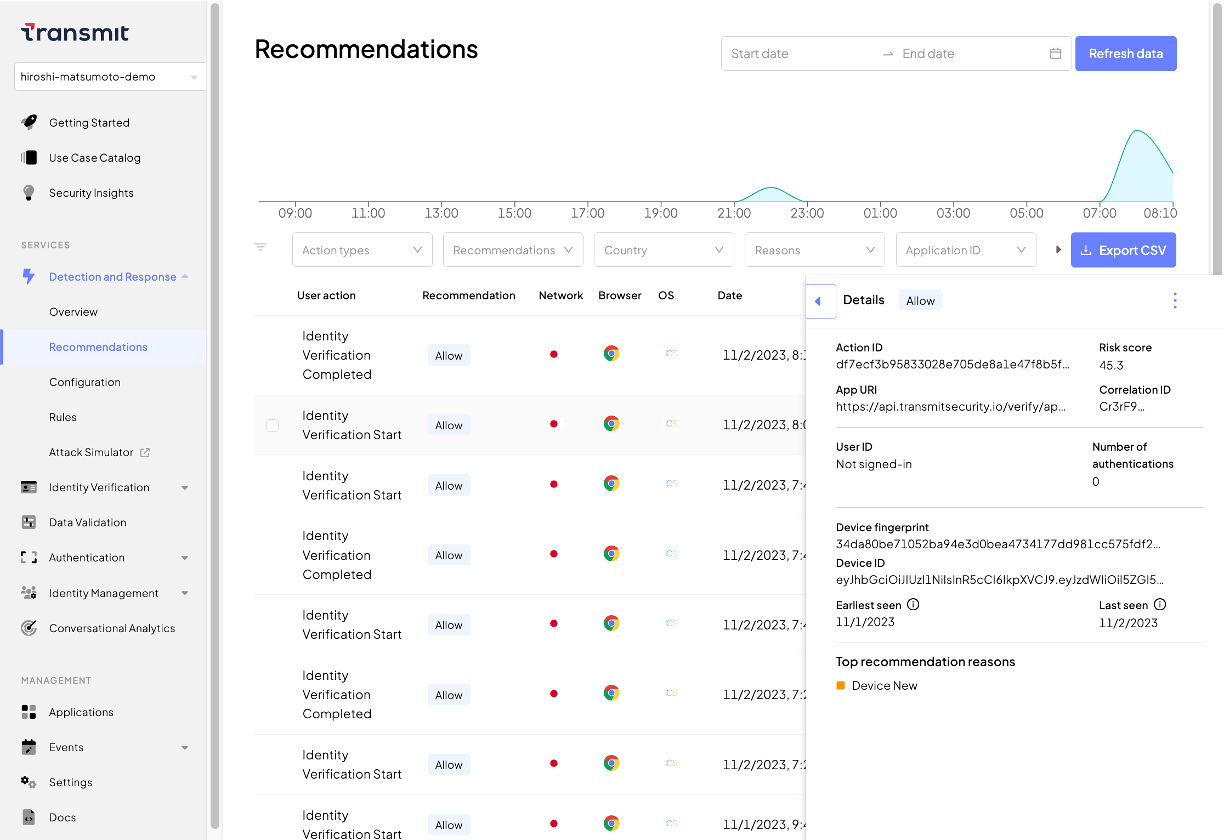 transmit
hiroshi-matsumoto-demo
Getting Started
Use Case Catalog
Security Insights
SERVICES
Detection and Response
Overview
Recommendations
Configuration
Rules
Attack Simulator
Identity Verification
Data Validation
Authentication
Identity Management
Conversational Analytics
MANAGEMENT
Applications
Events
Settings
Docs
Recommendations
Start date → End date
Refresh data
09:00 11:00 13:00 15:00 17:00 19:00 21:00 23:00 01:00 03:00 05:00 07:00 08:10
Action types Recommendations Country Reasons Application ID Export CSV
User action Recommendation Network Browser OS Date
Identity
Verification
Completed
Allow 11/2/2023, 8:
Identity
Verification Start
Allow 11/2/2023, 8:0
Identity
Verification Start
Allow 11/2/2023, 7:4
Identity
Verification
Completed
Allow 11/2/2023, 7:4
Identity
Verification Start
Allow 11/2/2023, 7:4
Identity
Verification
Completed
Allow 11/2/2023, 7:2
Identity
Verification Start
Allow 11/2/2023, 7:2
Identity
Verification Start
Allow 11/1/2023, 9:4
Details Allow
Action ID
df7ecf3b95833028e705de8a1e47f8b5f...
Risk score
45.3
App URI
https://api.transmitsecurity.io/verify/ap...
Correlation ID
Cr3rF9...
User ID
Not signed-in
Number of
authentications
0
Device fingerprint
34da80be71052ba94e3d0bea4734177dd981cc575fdf2...
Device ID
eyJhbGciOiJIUzI1NiIsInR5cCI6IkpXVCJ9.eyJzdWIiOiI5ZGI5...
Earliest seen
11/1/2023
Last seen
11/2/2023
Top recommendation reasons
Device New